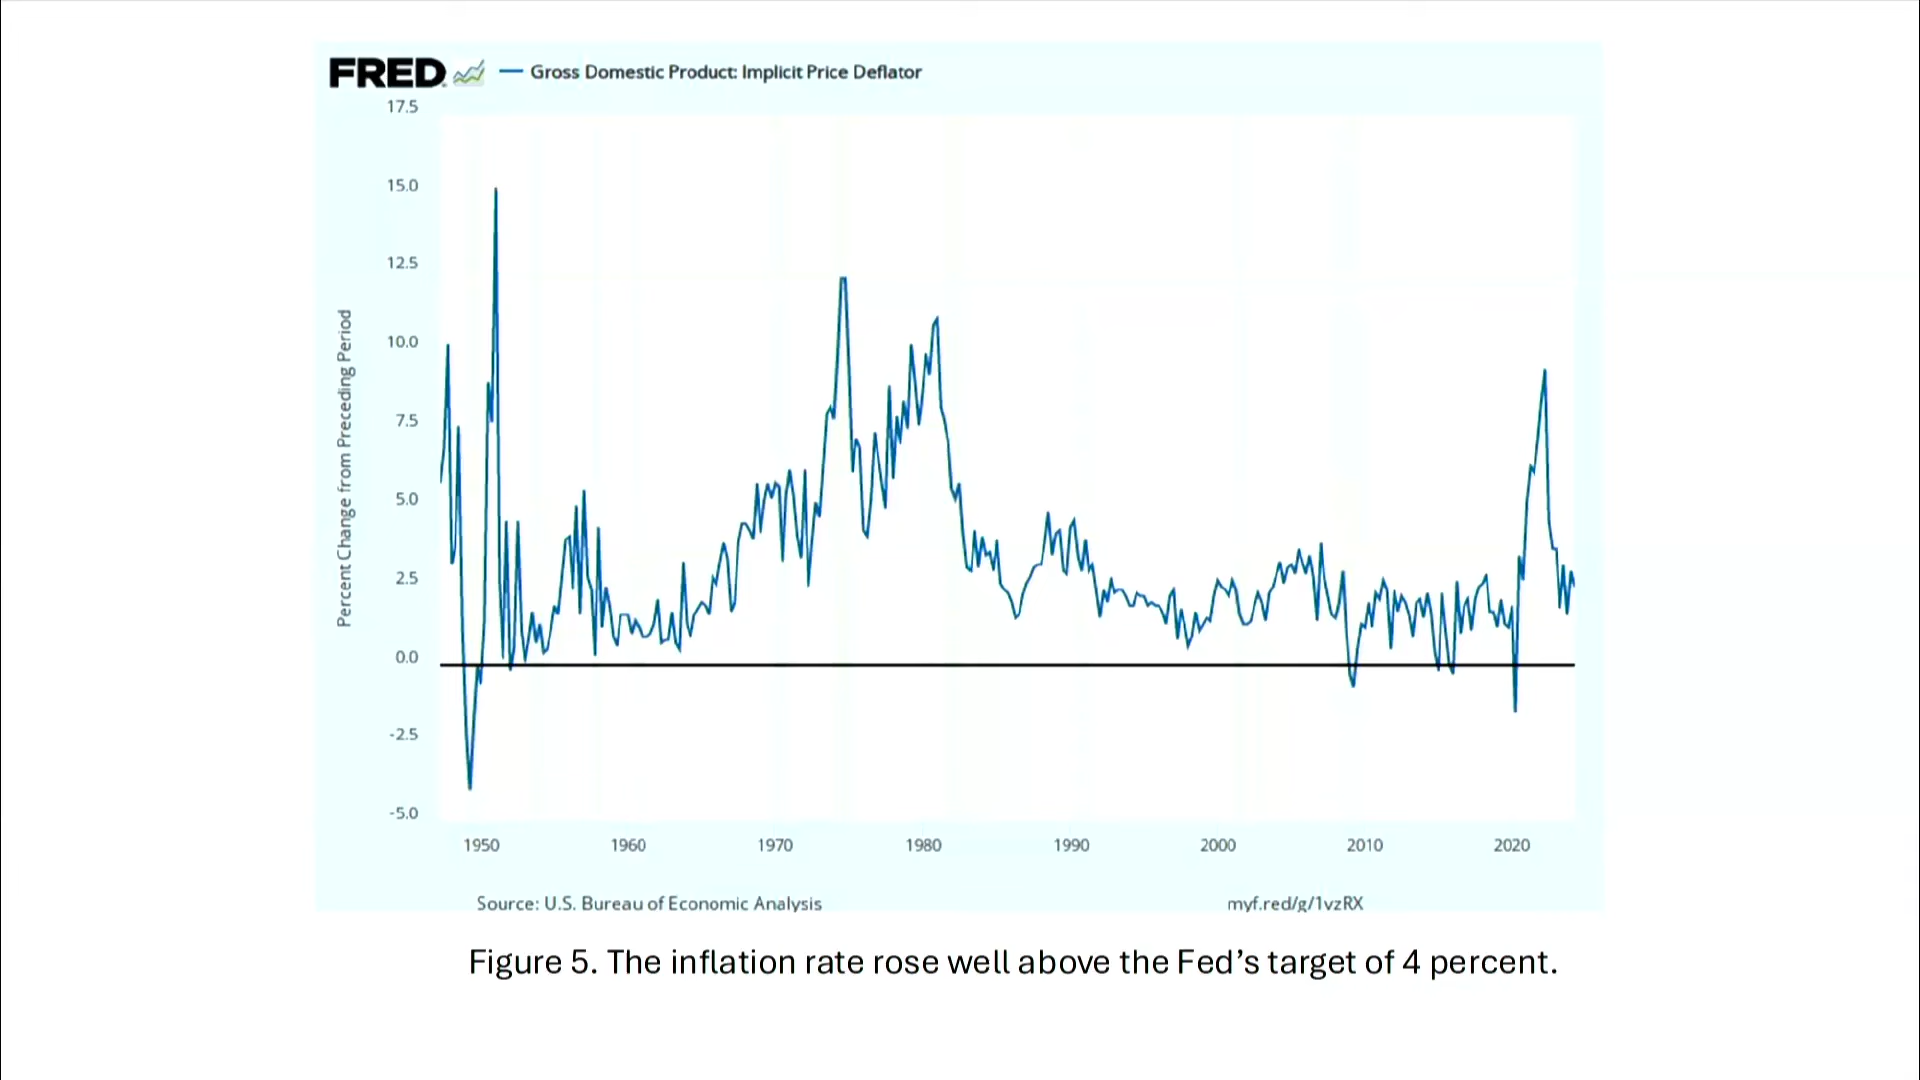 FRED
Gross Domestic Product: Implicit Price Deflator
17.5
15.0
12.5
10.0
7.5
5.0
2.5
0.0
-2.5
-5.0
Percent Change from Preceding Period
1950 1960 1970 1980 1990 2000 2010 2020
Source: U.S. Bureau of Economic Analysis
myf.red/g/1vzRX
Figure 5. The inflation rate rose well above the Fed’s target of 4 percent.